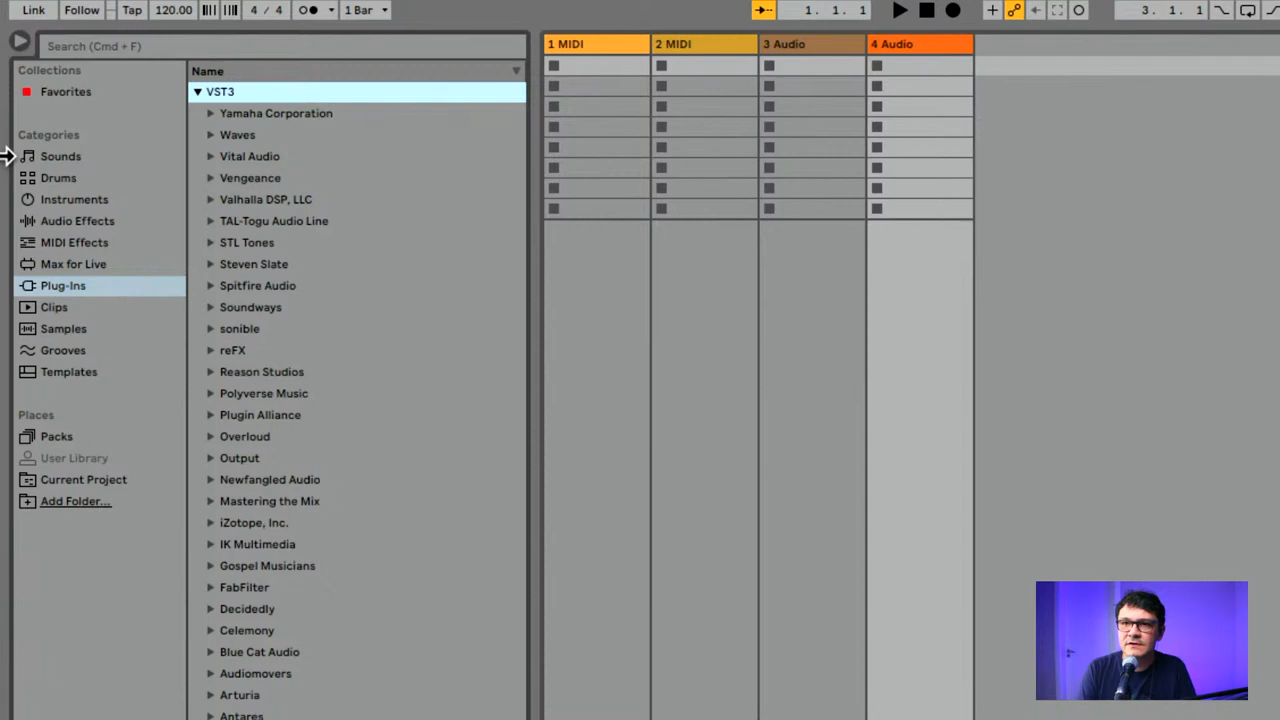 Link Follow Tap 120.00 4 / 4 1 Bar 1. 1. 1 3. 1. 1
Search (Cmd + F)
1 MIDI 2 MIDI 3 Audio 4 Audio
Collections
Favorites
Categories
Sounds
Drums
Instruments
Audio Effects
MIDI Effects
Max for Live
Plug-Ins
Clips
Samples
Grooves
Templates
Places
Packs
User Library
Current Project
Add Folder...
Name
VST3
Yamaha Corporation
Waves
Vital Audio
Vengeance
Valhalla DSP, LLC
TAL-Togu Audio Line
STL Tones
Steven Slate
Spitfire Audio
Soundways
sonible
reFX
Reason Studios
Polyverse Music
Plugin Alliance
Overloud
Output
Newfangled Audio
Mastering the Mix
iZotope, Inc.
IK Multimedia
Gospel Musicians
FabFilter
Decidedly
Celemony
Blue Cat Audio
Audiomovers
Arturia
Antares